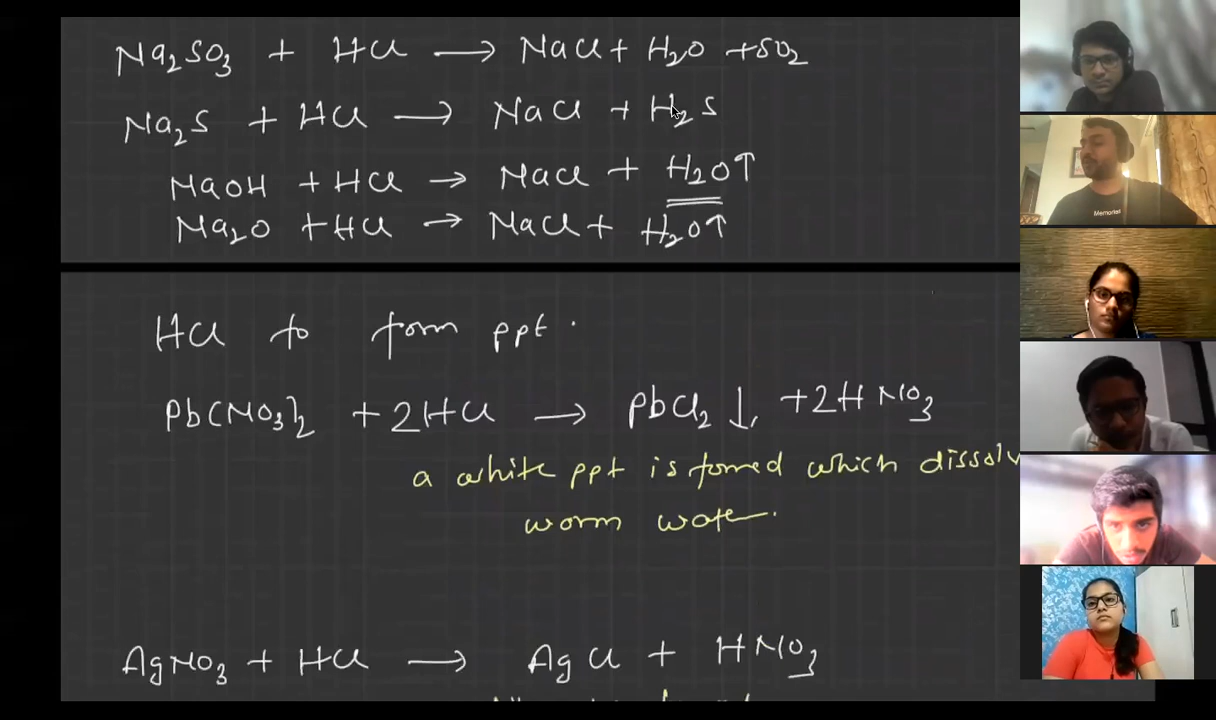 Na₂SO₃ + HCl → NaCl + H₂O + SO₂
Na₂S + HCl → NaCl + H₂S
NaOH + HCl → NaCl + H₂O↑
Na₂O + HCl → NaCl + H₂O↑
HCl to form ppt.
Pb(NO₃)₂ + 2HCl → PbCl₂ ↓, + 2HNO₃
a white ppt is formed which dissolv
worm water.
AgNO₃ + HCl → AgCl + HNO₃